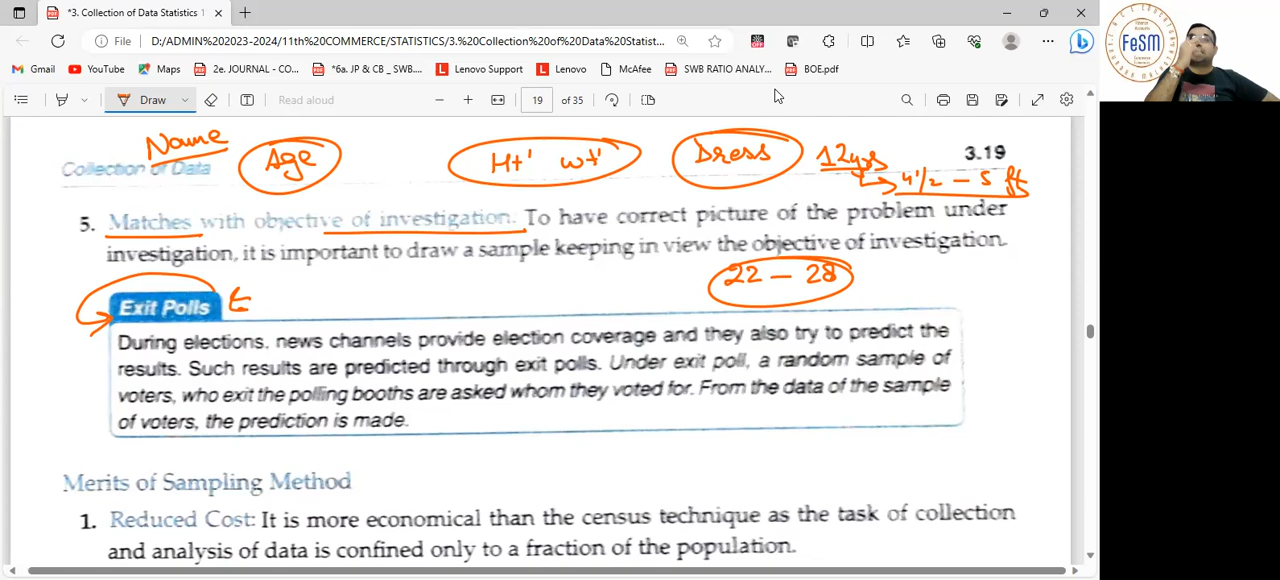 *3. Collection of Data Statistics 1
File
D:/ADMIN%202023-2024/11th%20COMMERCE/STATISTICS/3.%20Collection%20of%20Data%20Statist...
Gmail YouTube Maps 2e. JOURNAL - CO... *6a. JP & CB _ SWB... Lenovo Support Lenovo McAfee SWB RATIO ANALY... BOE.pdf
Draw Read aloud 19 of 35
FeSM
Name Age Ht' wt' Dress 12yrs
4 1/2 - 5 ft
Collection of Data 3.19
5. Matches with objective of investigation. To have correct picture of the problem under
investigation, it is important to draw a sample keeping in view the objective of investigation.
22 - 28
Exit Polls
During elections, news channels provide election coverage and they also try to predict the
results. Such results are predicted through exit polls. Under exit poll, a random sample of
voters, who exit the polling booths are asked whom they voted for. From the data of the sample
of voters, the prediction is made.
Merits of Sampling Method
1. Reduced Cost: It is more economical than the census technique as the task of collection
and analysis of data is confined only to a fraction of the population.